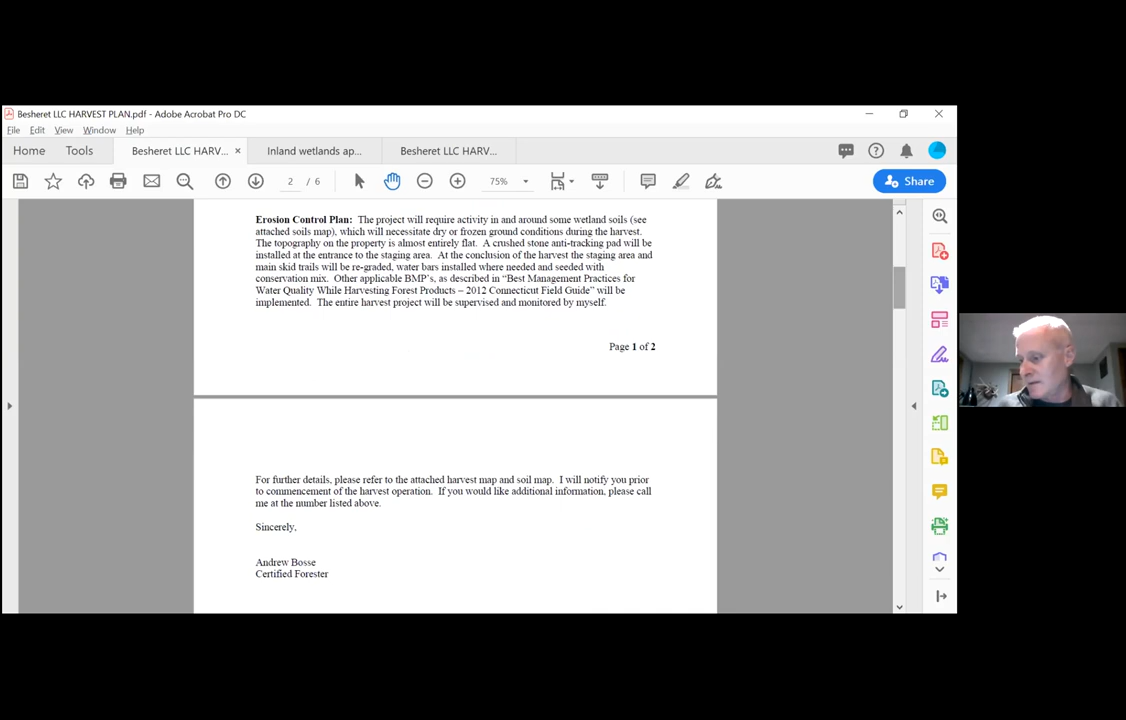 Besheret LLC HARVEST PLAN.pdf - Adobe Acrobat Pro DC
File Edit View Window Help
Home Tools Besheret LLC HARV... × Inland wetlands ap... Besheret LLC HARV...
2 / 6 75% Share
Erosion Control Plan: The project will require activity in and around some wetland soils (see
attached soils map), which will necessitate dry or frozen ground conditions during the harvest.
The topography on the property is almost entirely flat. A crushed stone anti-tracking pad will be
installed at the entrance to the staging area. At the conclusion of the harvest the staging area and
main skid trails will be re-graded, water bars installed where needed and seeded with
conservation mix. Other applicable BMP's, as described in “Best Management Practices for
Water Quality While Harvesting Forest Products – 2012 Connecticut Field Guide” will be
implemented. The entire harvest project will be supervised and monitored by myself.
Page 1 of 2
For further details, please refer to the attached harvest map and soil map. I will notify you prior
to commencement of the harvest operation. If you would like additional information, please call
me at the number listed above.
Sincerely,
Andrew Bosse
Certified Forester